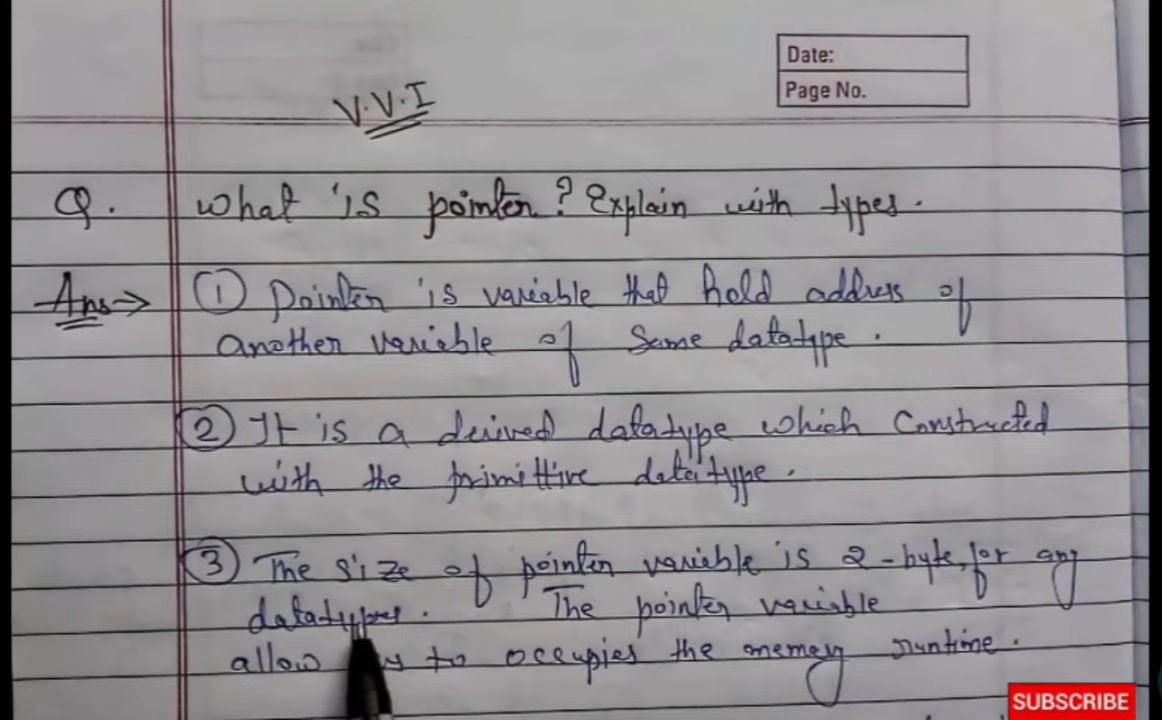 Date:
Page No.
V.V.I
Q. What is pointer? Explain with types.
Ans→ ① Pointer is variable that hold address of
another variable of same datatype.
② It is a derived datatype which constructed
with the primittive datatype.
③ The size of pointer variable is 2-byte, for any
datatypes. The pointer variable
allow to occupies the memory runtime.
SUBSCRIBE